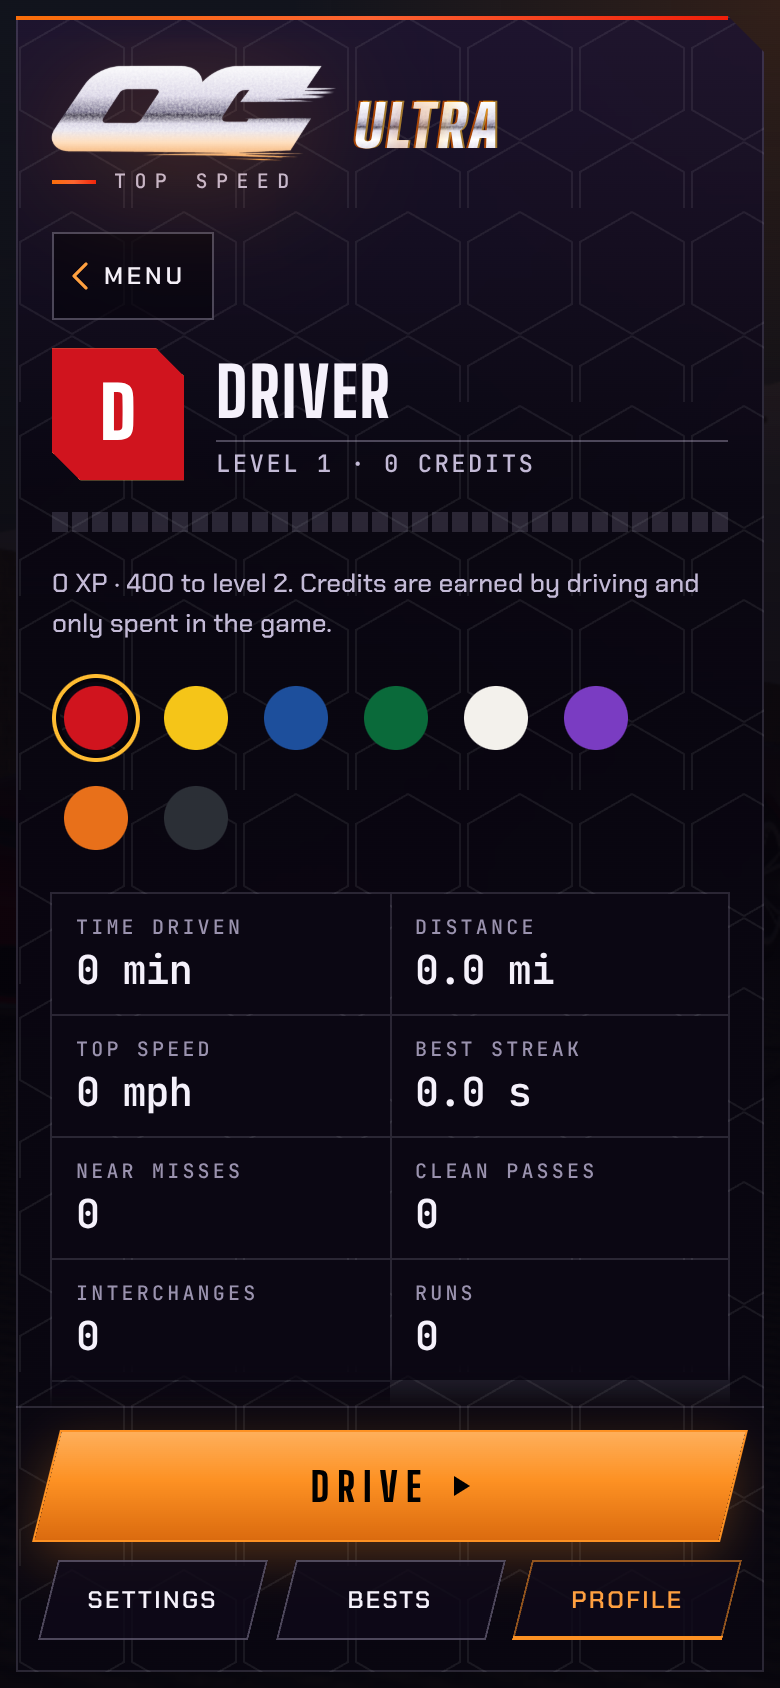 OC ULTRA
TOP SPEED
MENU
D
DRIVER
LEVEL 1 · 0 CREDITS
0 XP · 400 to level 2. Credits are earned by driving and
only spent in the game.
TIME DRIVEN
0 min
DISTANCE
0.0 mi
TOP SPEED
0 mph
BEST STREAK
0.0 s
NEAR MISSES
0
CLEAN PASSES
0
INTERCHANGES
0
RUNS
0
DRIVE
SETTINGS
BESTS
PROFILE